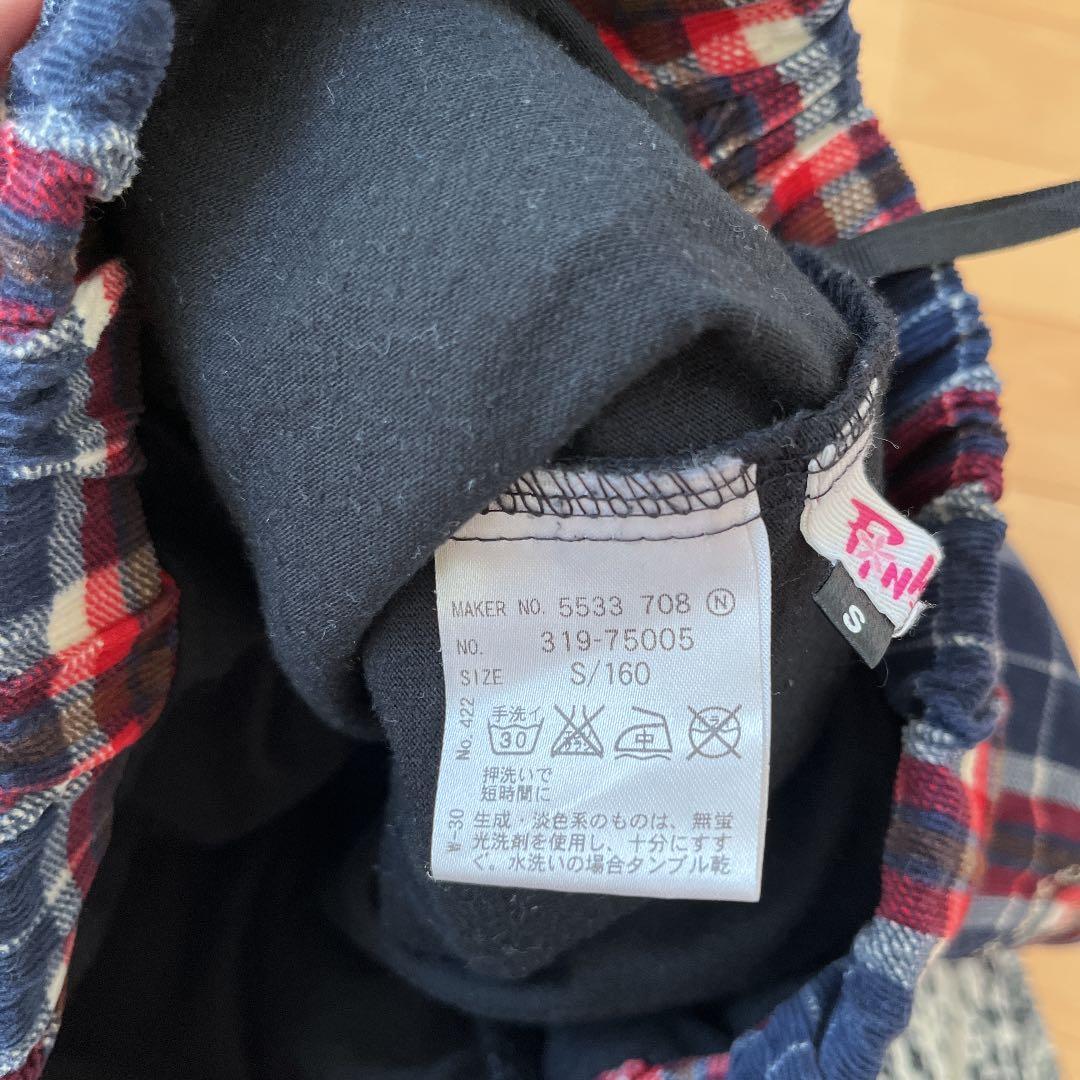 MAKER NO. 5533 708 Ⓝ
NO. 319-75005
SIZE S/160
No. 422
手洗イ
30
中
押洗いで
短時間に
W-30
生成・淡色系のものは、無蛍
光洗剤を使用し、十分にすす
ぐ。水洗いの場合タンブル乾
S